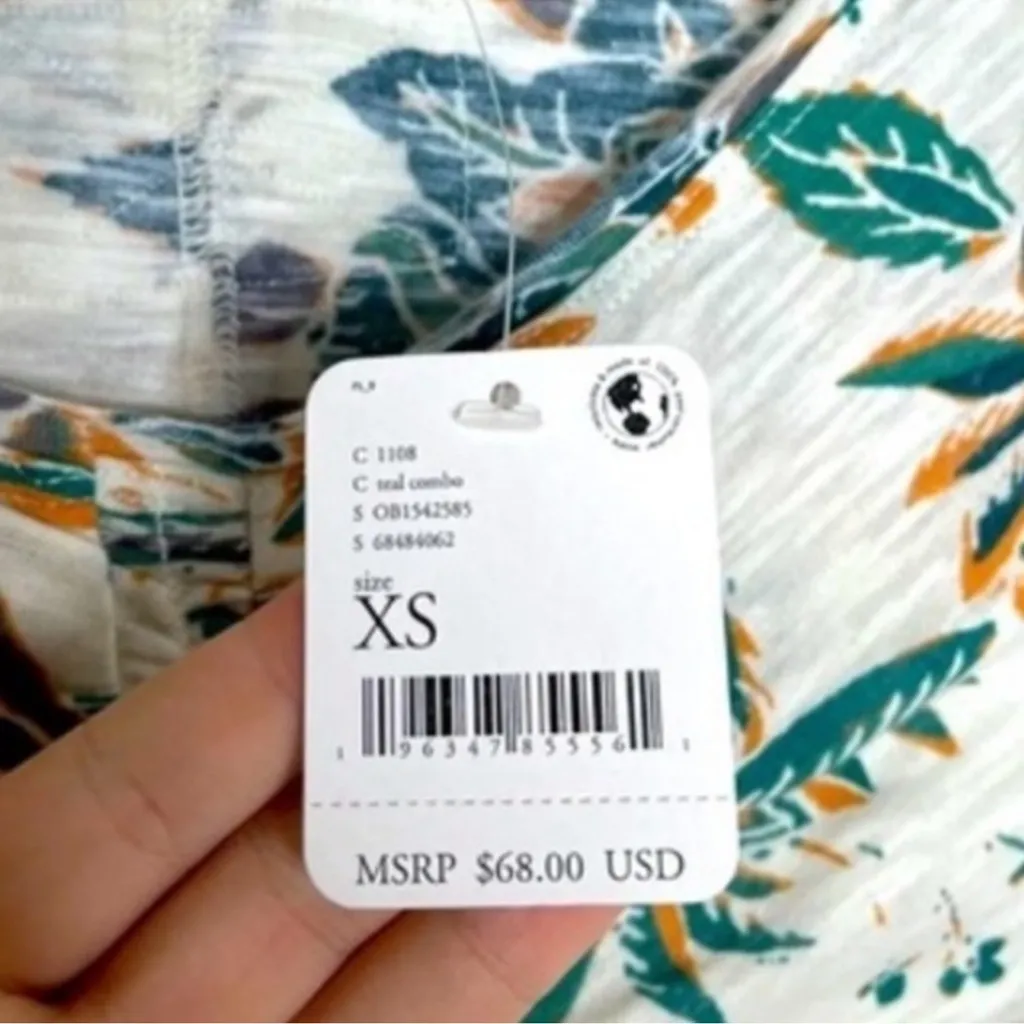 C 1108
C teal combo
S OB1542585
S 68484062
size
XS
1 96347 85556 1
MSRP $68.00 USD